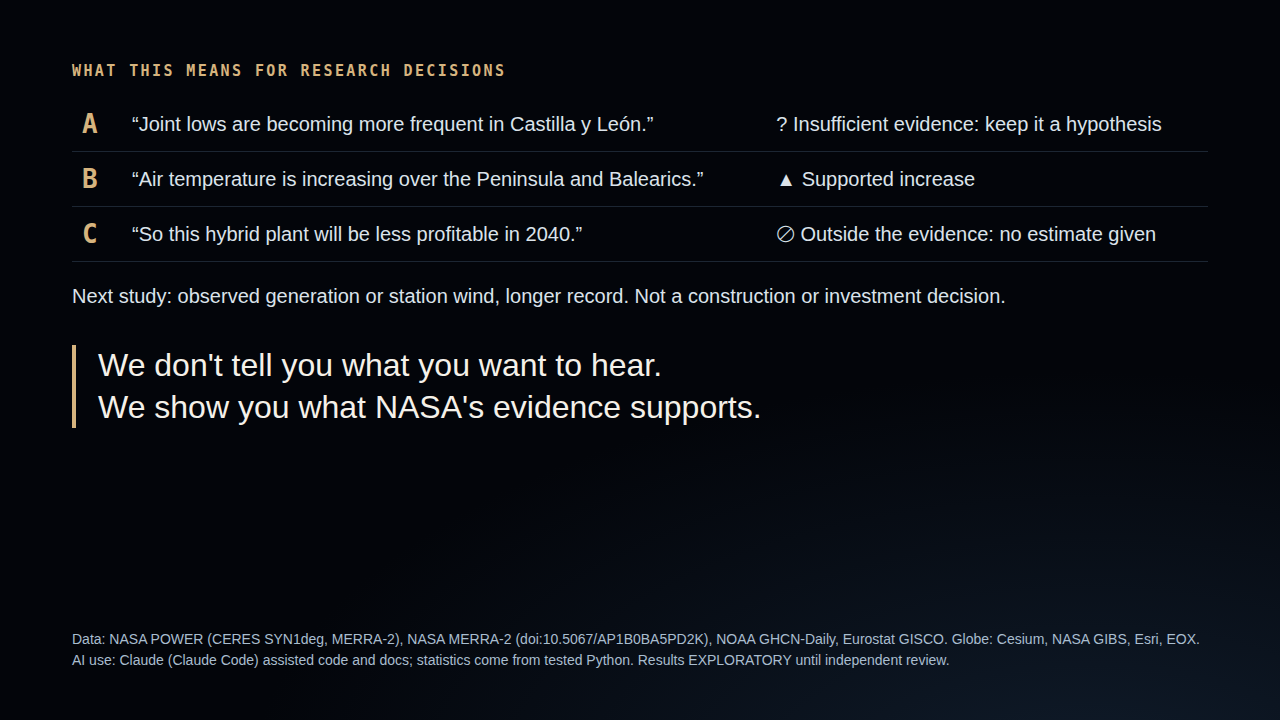 WHAT THIS MEANS FOR RESEARCH DECISIONS
A “Joint lows are becoming more frequent in Castilla y León.” ? Insufficient evidence: keep it a hypothesis
B “Air temperature is increasing over the Peninsula and Balearics.” ▲ Supported increase
C “So this hybrid plant will be less profitable in 2040.” ⊘ Outside the evidence: no estimate given
Next study: observed generation or station wind, longer record. Not a construction or investment decision.
We don't tell you what you want to hear.
We show you what NASA's evidence supports.
Data: NASA POWER (CERES SYN1deg, MERRA-2), NASA MERRA-2 (doi:10.5067/AP1B0BA5PD2K), NOAA GHCN-Daily, Eurostat GISCO. Globe: Cesium, NASA GIBS, Esri, EOX.
AI use: Claude (Claude Code) assisted code and docs; statistics come from tested Python. Results EXPLORATORY until independent review.